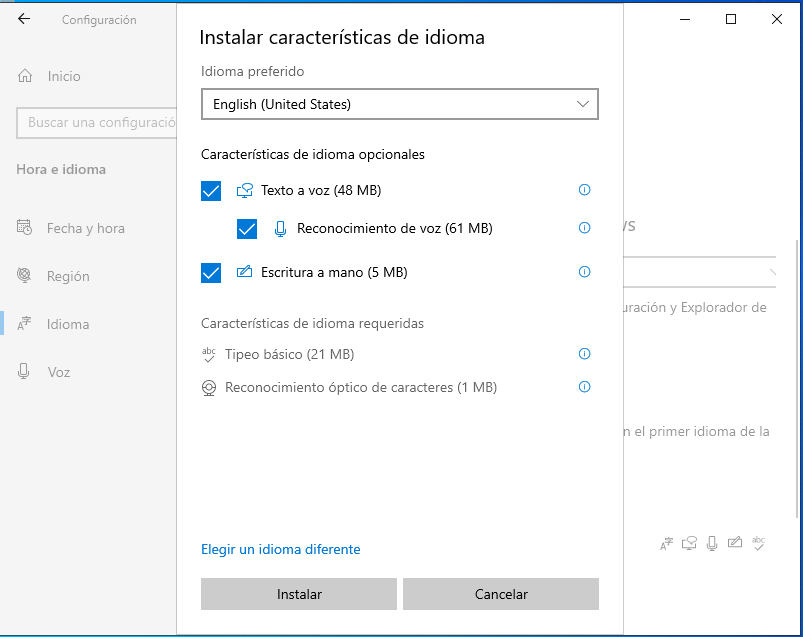 Configuración
Inicio
Buscar una configuració
Hora e idioma
Fecha y hora
Región
Idioma
Voz
Instalar características de idioma
Idioma preferido
English (United States)
Características de idioma opcionales
Texto a voz (48 MB)
Reconocimiento de voz (61 MB)
Escritura a mano (5 MB)
Características de idioma requeridas
abc Tipeo básico (21 MB)
Reconocimiento óptico de caracteres (1 MB)
Elegir un idioma diferente
Instalar Cancelar
uración y Explorador de
n el primer idioma de la
abc